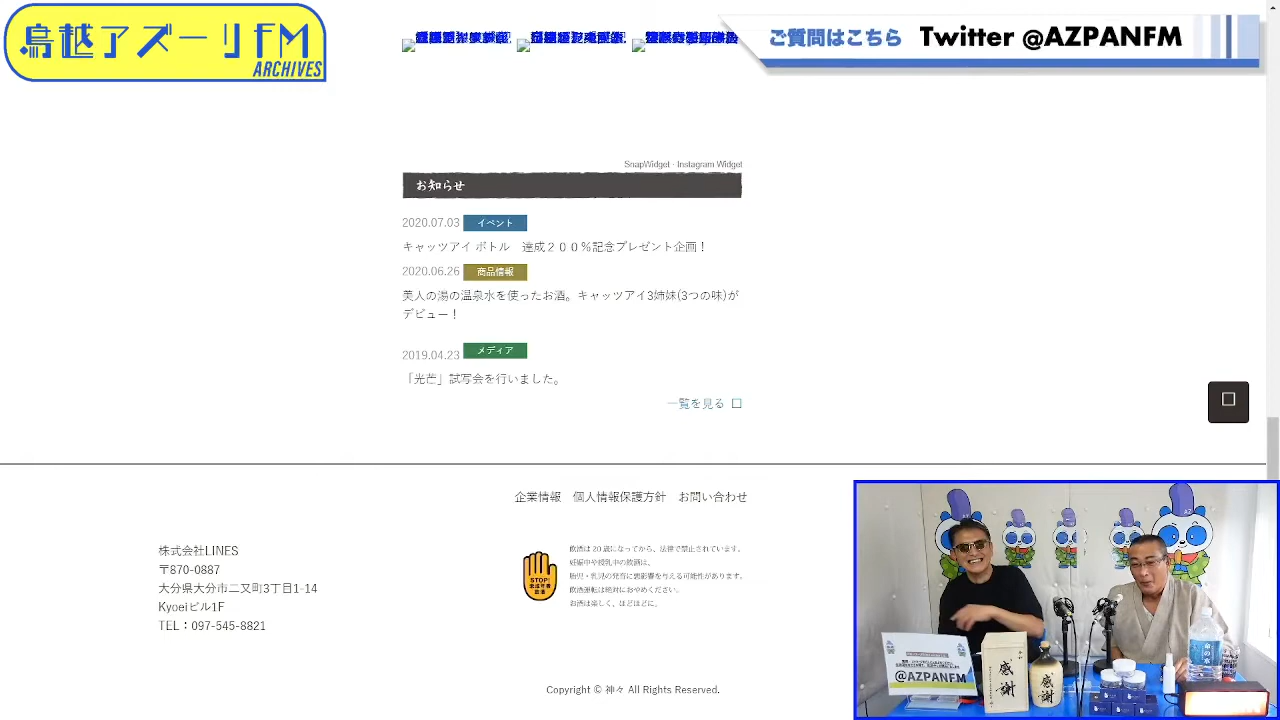 鳥越アズーリFM
ARCHIVES
ご質問はこちら Twitter @AZPANFM
SnapWidget · Instagram Widget
お知らせ
2020.07.03 イベント
キャッツアイ ボトル 達成200%記念プレゼント企画!
2020.06.26 商品情報
美人の湯の温泉水を使ったお酒。キャッツアイ3姉妹(3つの味)が
デビュー!
2019.04.23 メディア
「光芒」試写会を行いました。
一覧を見る
企業情報 個人情報保護方針 お問い合わせ
株式会社LINES
〒870-0887
大分県大分市二又町3丁目1-14
Kyoeiビル1F
TEL:097-545-8821
STOP!
未成年者
飲酒
飲酒は20歳になってから、法律で禁止されています。
妊娠中や授乳中の飲酒は、
胎児・乳児の発育に悪影響を与える可能性があります。
飲酒運転は絶対におやめください。
お酒は楽しく、ほどほどに。
Copyright © 神々 All Rights Reserved.
@AZPANFM
感謝
感謝
命の水